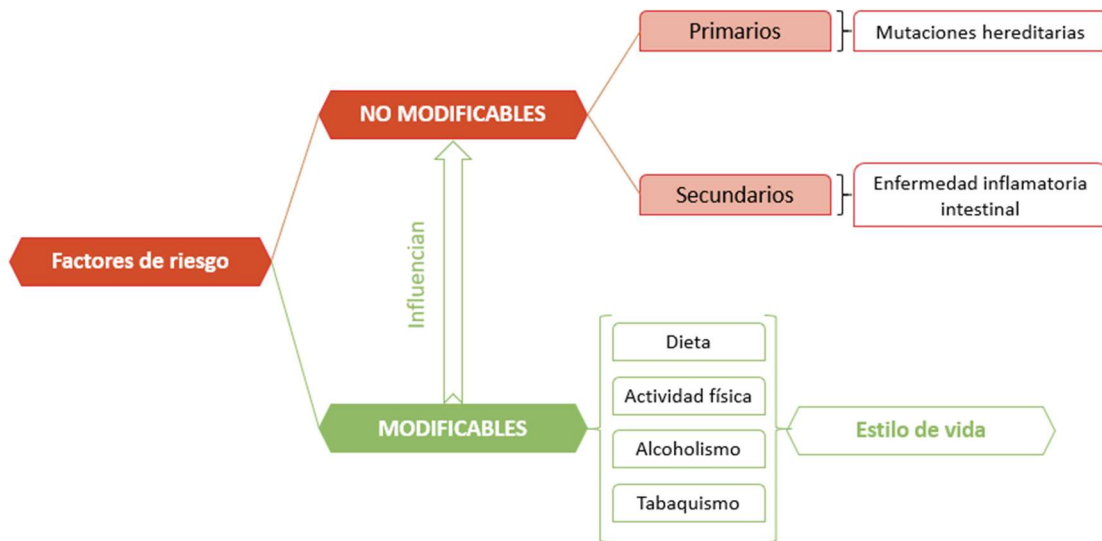 Primarios
Mutaciones hereditarias
NO MODIFICABLES
Secundarios
Enfermedad inflamatoria
intestinal
Factores de riesgo
Influencian
Dieta
Actividad física
MODIFICABLES
Estilo de vida
Alcoholismo
Tabaquismo